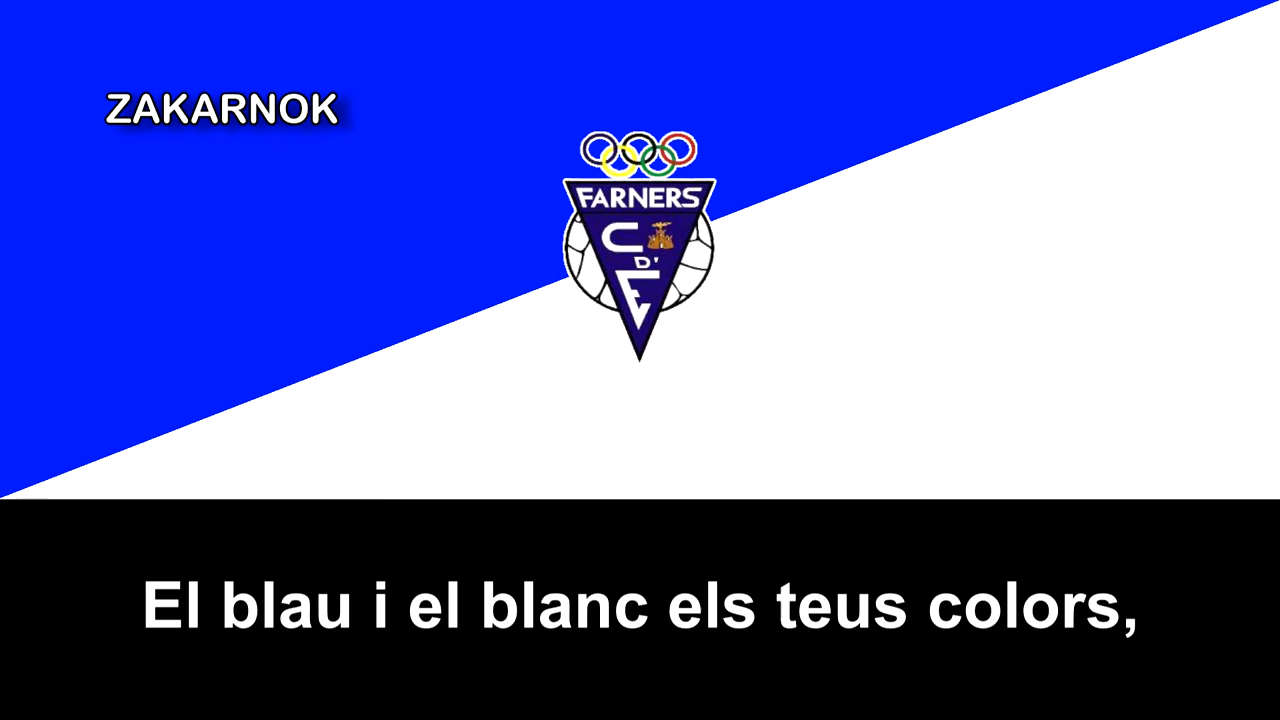 ZAKARNOK
FARNERS
C
D'
E
El blau i el blanc els teus colors,